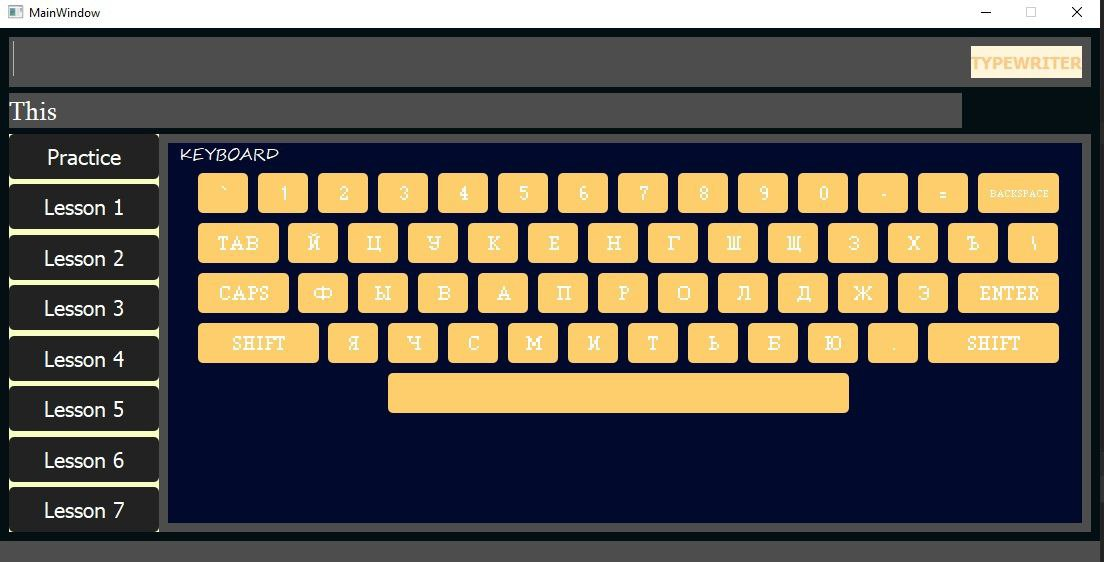 MainWindow
TYPEWRITER
This
Practice
Lesson 1
Lesson 2
Lesson 3
Lesson 4
Lesson 5
Lesson 6
Lesson 7
KEYBOARD
` 1 2 3 4 5 6 7 8 9 0 - = BACKSPACE
TAB Й Ц У К Е Н Г Ш Щ З Х Ъ \
CAPS Ф Ы В А П Р О Л Д Ж Э ENTER
SHIFT Я Ч С М И Т Ь Б Ю . SHIFT